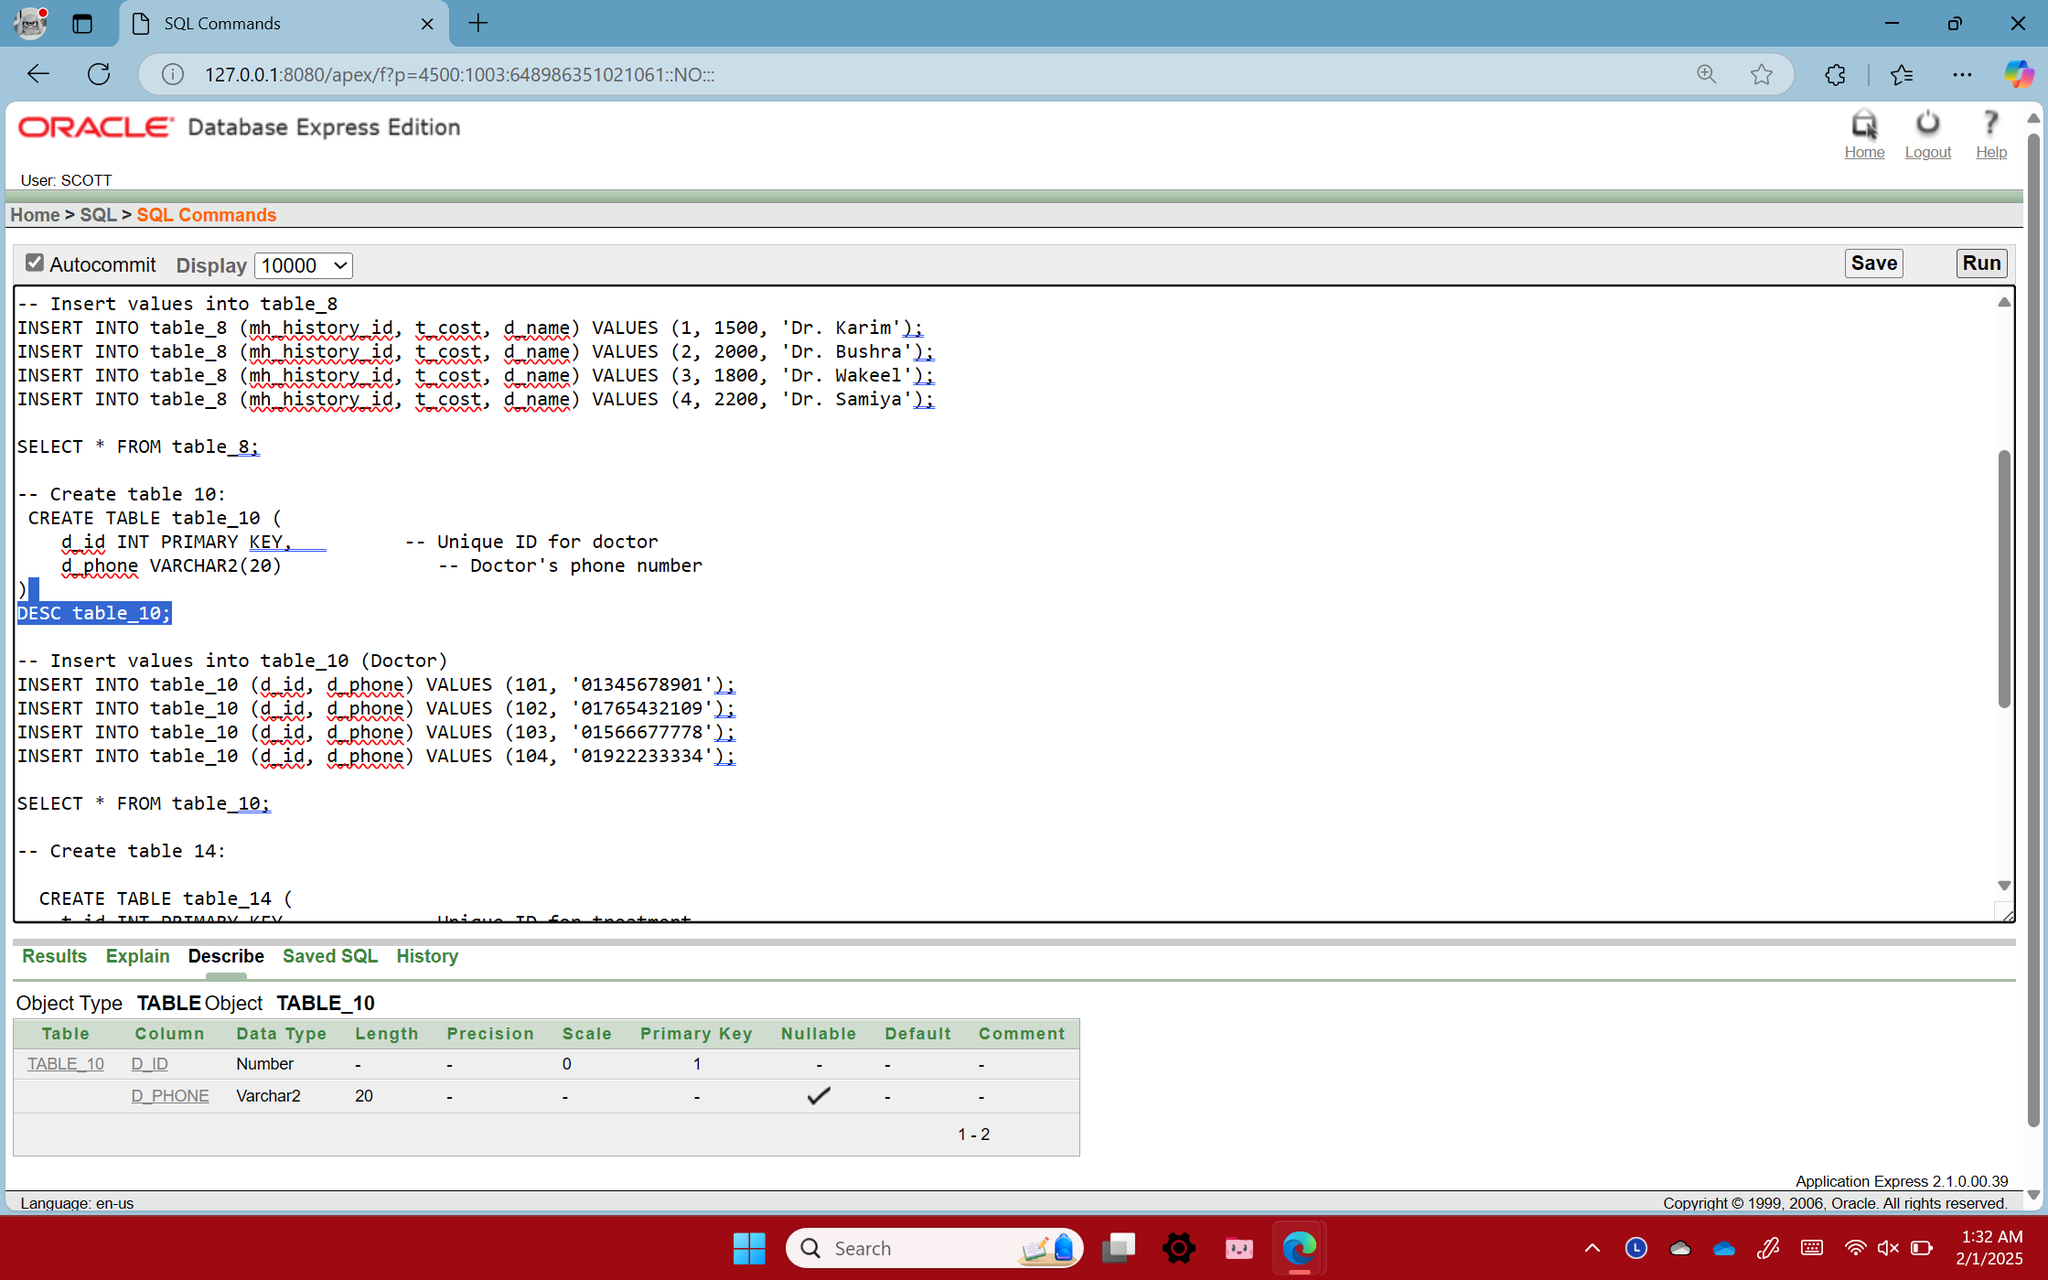 SQL Commands
127.0.0.1:8080/apex/f?p=4500:1003:648986351021061::NO:::
ORACLE Database Express Edition
Home Logout Help
User: SCOTT
Home > SQL > SQL Commands
Autocommit Display 10000 Save Run
-- Insert values into table_8
INSERT INTO table_8 (mh_history_id, t_cost, d_name) VALUES (1, 1500, 'Dr. Karim');
INSERT INTO table_8 (mh_history_id, t_cost, d_name) VALUES (2, 2000, 'Dr. Bushra');
INSERT INTO table_8 (mh_history_id, t_cost, d_name) VALUES (3, 1800, 'Dr. Wakeel');
INSERT INTO table_8 (mh_history_id, t_cost, d_name) VALUES (4, 2200, 'Dr. Samiya');
SELECT * FROM table_8;
-- Create table 10:
CREATE TABLE table_10 (
d_id INT PRIMARY KEY, -- Unique ID for doctor
d_phone VARCHAR2(20) -- Doctor's phone number
)
DESC table_10;
-- Insert values into table_10 (Doctor)
INSERT INTO table_10 (d_id, d_phone) VALUES (101, '01345678901');
INSERT INTO table_10 (d_id, d_phone) VALUES (102, '01765432109');
INSERT INTO table_10 (d_id, d_phone) VALUES (103, '01566677778');
INSERT INTO table_10 (d_id, d_phone) VALUES (104, '01922233334');
SELECT * FROM table_10;
-- Create table 14:
CREATE TABLE table_14 (
t_id INT PRIMARY KEY, -- Unique ID for treatment
Results Explain Describe Saved SQL History
Object Type TABLE Object TABLE_10
Table Column Data Type Length Precision Scale Primary Key Nullable Default Comment
TABLE_10 D_ID Number - - 0 1 - - -
D_PHONE Varchar2 20 - - - ✓ - -
1 - 2
Application Express 2.1.0.00.39
Language: en-us Copyright © 1999, 2006, Oracle. All rights reserved.
Search
1:32 AM
2/1/2025